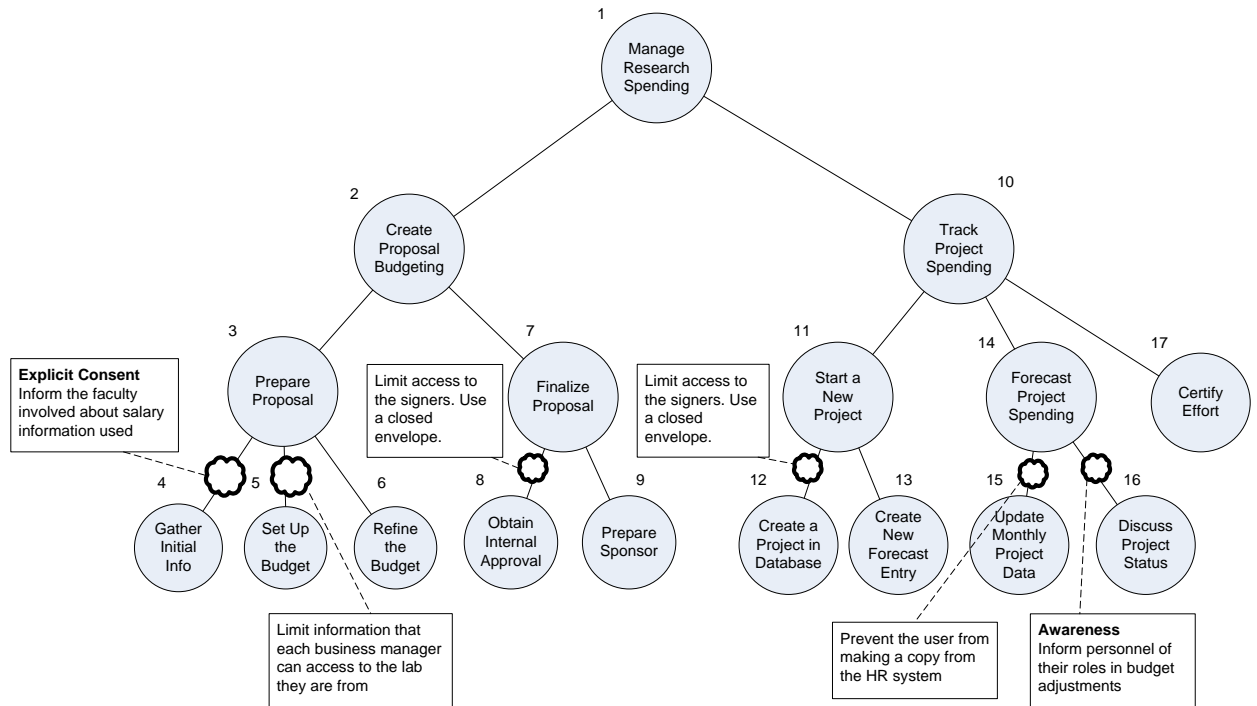 1
Manage
Research
Spending
2
Create
Proposal
Budgeting
10
Track
Project
Spending
3
Prepare
Proposal
7
Finalize
Proposal
11
Start a
New
Project
14
Forecast
Project
Spending
17
Certify
Effort
Explicit Consent
Inform the faculty
involved about salary
information used
Limit access to
the signers. Use
a closed
envelope.
Limit access to
the signers. Use
a closed
envelope.
4
Gather
Initial
Info
5
Set Up
the
Budget
6
Refine
the
Budget
8
Obtain
Internal
Approval
9
Prepare
Sponsor
12
Create a
Project in
Database
13
Create
New
Forecast
Entry
15
Update
Monthly
Project
Data
16
Discuss
Project
Status
Limit information that
each business manager
can access to the lab
they are from
Prevent the user from
making a copy from
the HR system
Awareness
Inform personnel of
their roles in budget
adjustments